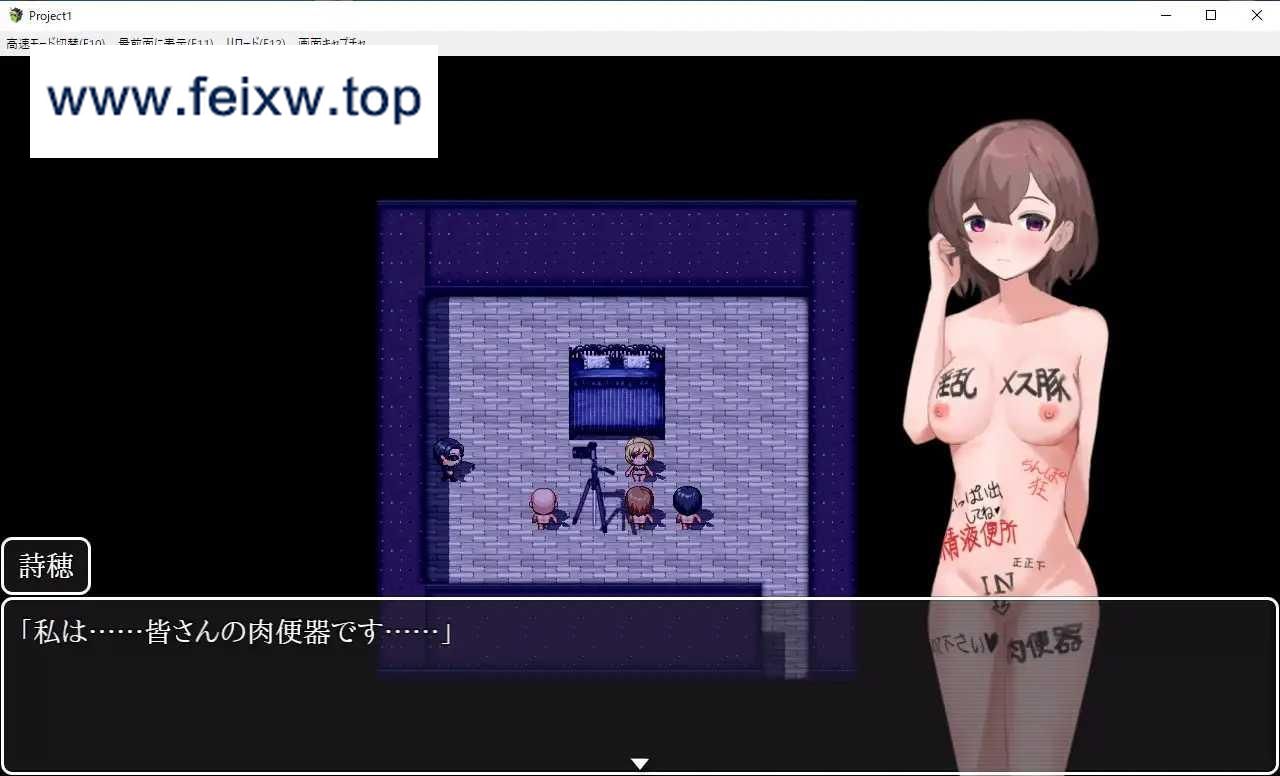 Project1
高速モード切替(F10) 最前面に表示(F11) リロード(F12) 画面キャプチャ
www.feixw.top
淫乱 メス豚
ちんぽ
狂
いっぱい出
してね♥
精液便所
正正下
IN
下さい♥ 肉便器
詩穂
「私は……皆さんの肉便器です……」